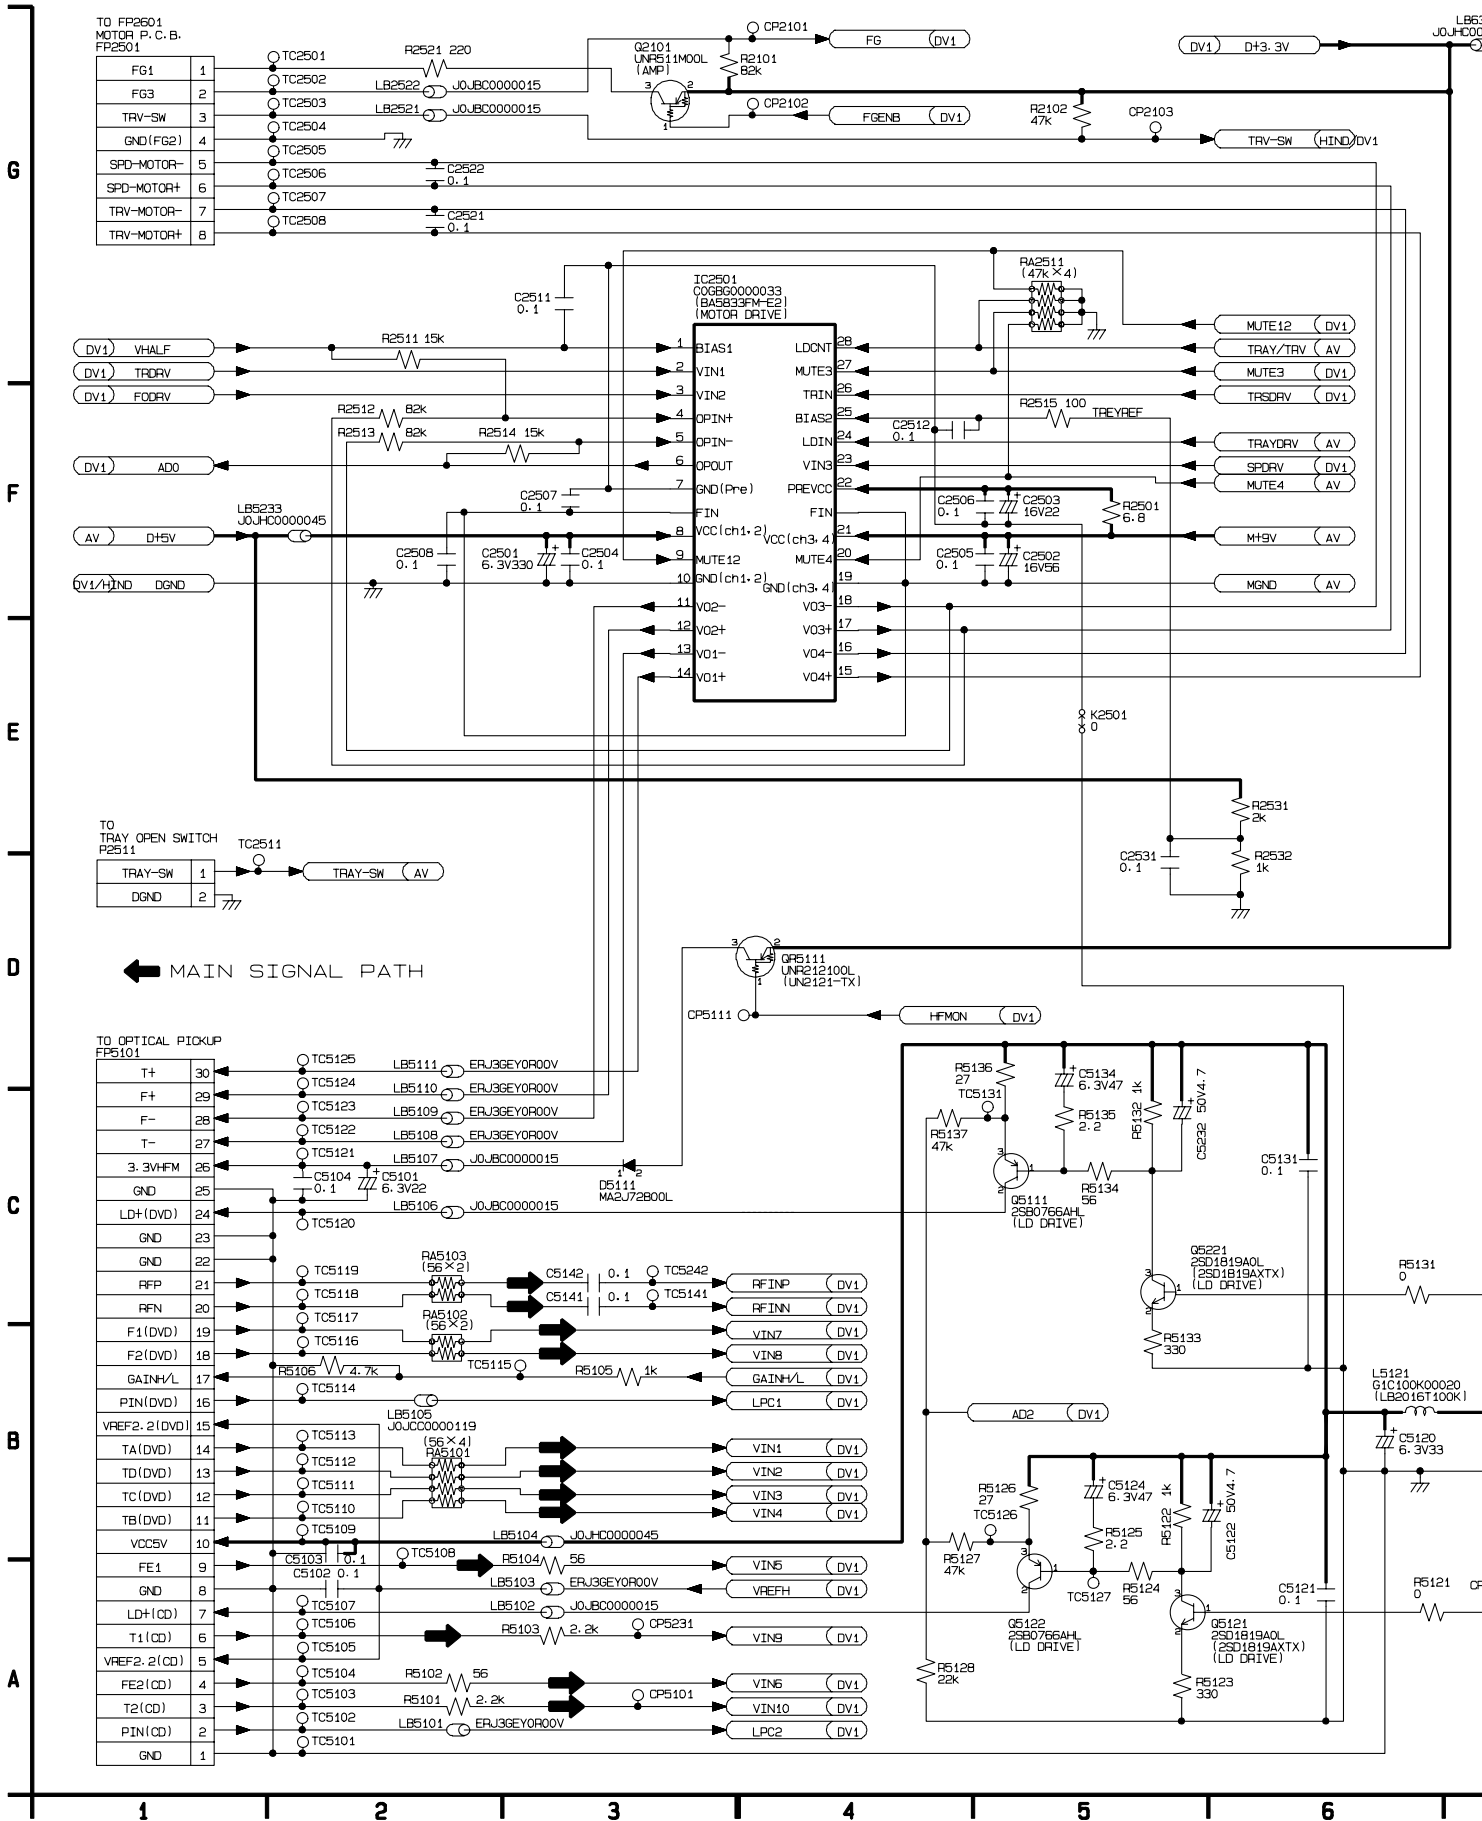 TO FP2601
MOTOR P.C.B.
FP2501
FG1 1
FG3 2
TRV-SW 3
GND(FG2) 4
SPD-MOTOR- 5
SPD-MOTOR+ 6
TRV-MOTOR- 7
TRV-MOTOR+ 8
TC2501
TC2502
TC2503
TC2504
TC2505
TC2506
TC2507
TC2508
R2521 220
LB2522 J0JBC0000015
LB2521 J0JBC0000015
C2522
0.1
C2521
0.1
Q2101
UNR511M00L
(AMP)
3 2
1
R2101
82k
CP2101
FG DV1
CP2102
FGENB DV1
R2102
47k
CP2103
TRV-SW HIND/DV1
DV1 D+3.3V
G
IC2501
C0GBG0000033
(BA5833FM-E2)
(MOTOR DRIVE)
C2511
0.1
RA2511
(47k×4)
DV1 VHALF
DV1 TRDRV
DV1 FODRV
DV1 AD0
R2511 15k
R2512 82k
R2513 82k
R2514 15k
1 BIAS1
2 VIN1
3 VIN2
4 OPIN+
5 OPIN-
6 OPOUT
7 GND(Pre)
FIN
8 VCC(ch1,2)
9 MUTE12
10 GND(ch1,2)
11 VO2-
12 VO2+
13 VO1-
14 VO1+
LDCNT 28
MUTE3 27
TRIN 26
BIAS2 25
LDIN 24
VIN3 23
PREVCC 22
FIN
VCC(ch3,4) 21
MUTE4 20
GND(ch3,4) 19
VO3- 18
VO3+ 17
VO4- 16
VO4+ 15
MUTE12 DV1
TRAY/TRV AV
MUTE3 DV1
TRSDRV DV1
R2515 100
TREYREF
C2512
0.1
TRAYDRV AV
SPDRV DV1
MUTE4 AV
F
LB5233
J0JHC0000045
AV D+5V
DV1/HIND DGND
C2507
0.1
C2508
0.1
C2501
6.3V330
C2504
0.1
C2506
0.1
C2503
16V22
R2501
6.8
C2505
0.1
C2502
16V56
M+9V AV
MGND AV
E
K2501
0
R2531
2k
C2531
0.1
R2532
1k
TO
TRAY OPEN SWITCH
P2511
TC2511
TRAY-SW 1
DGND 2
TRAY-SW AV
D
MAIN SIGNAL PATH
3 2
1
QR5111
UNR212100L
(UN2121-TX)
CP5111
HFMON DV1
TO OPTICAL PICKUP
FP5101
T+ 30
F+ 29
F- 28
T- 27
3.3VHFM 26
GND 25
LD+(DVD) 24
GND 23
GND 22
RFP 21
RFN 20
F1(DVD) 19
F2(DVD) 18
GAINH/L 17
PIN(DVD) 16
VREF2.2(DVD) 15
TA(DVD) 14
TD(DVD) 13
TC(DVD) 12
TB(DVD) 11
VCC5V 10
FE1 9
GND 8
LD+(CD) 7
T1(CD) 6
VREF2.2(CD) 5
FE2(CD) 4
T2(CD) 3
PIN(CD) 2
GND 1
TC5125
TC5124
TC5123
TC5122
TC5121
TC5120
TC5119
TC5118
TC5117
TC5116
TC5115
TC5114
TC5113
TC5112
TC5111
TC5110
TC5109
TC5108
TC5107
TC5106
TC5105
TC5104
TC5103
TC5102
TC5101
LB5111 ERJ3GEY0R00V
LB5110 ERJ3GEY0R00V
LB5109 ERJ3GEY0R00V
LB5108 ERJ3GEY0R00V
LB5107 J0JBC0000015
C5104
0.1
C5101
6.3V22
LB5106 J0JBC0000015
1 2
D5111
MA2J72800L
C
RA5103
(56×2)
C5142 0.1
TC5242
RFINP DV1
C5141 0.1
TC5141
RFINN DV1
RA5102
(56×2)
VIN7 DV1
VIN8 DV1
R5106 4.7k
R5105 1k
GAINH/L DV1
LB5105
J0JCC0000119
LPC1 DV1
(56×4)
RA5101
VIN1 DV1
VIN2 DV1
VIN3 DV1
VIN4 DV1
LB5104 J0JHC0000045
C5103 0.1
C5102 0.1
R5104 56
VIN5 DV1
LB5103 ERJ3GEY0R00V
VREFH DV1
LB5102 J0JBC0000015
R5103 2.2k
CP5231
VIN9 DV1
R5102 56
VIN6 DV1
R5101 2.2k
CP5101
VIN10 DV1
LB5101 ERJ3GEY0R00V
LPC2 DV1
R5136
27
TC5131
C5134
6.3V47
R5135
2.2
R5132 1k
C5232 50V4.7
R5137
47k
R5134
56
C5131
0.1
Q5111
2SB0766AHL
(LD DRIVE)
Q5221
2SD1819A0L
(2SD1819AXTX)
(LD DRIVE)
R5133
330
R5131
0
L5121
G1C100K00020
(LB2016T100K)
C5120
6.3V33
B
AD2 DV1
R5126
27
TC5126
C5124
6.3V47
R5125
2.2
R5122 1k
C5122 50V4.7
R5127
47k
R5124
56
TC5127
C5121
0.1
R5121
0
Q5122
2SB0766AHL
(LD DRIVE)
Q5121
2SD1819A0L
(2SD1819AXTX)
(LD DRIVE)
R5128
22k
R5123
330
A
1 2 3 4 5 6